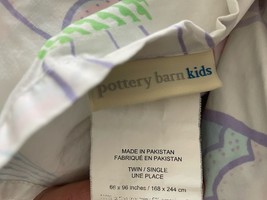 pottery barn kids
MADE IN PAKISTAN
FABRIQUÉ EN PAKISTAN
TWIN / SINGLE
UNE PLACE
66 x 96 inches / 168 x 244 cm